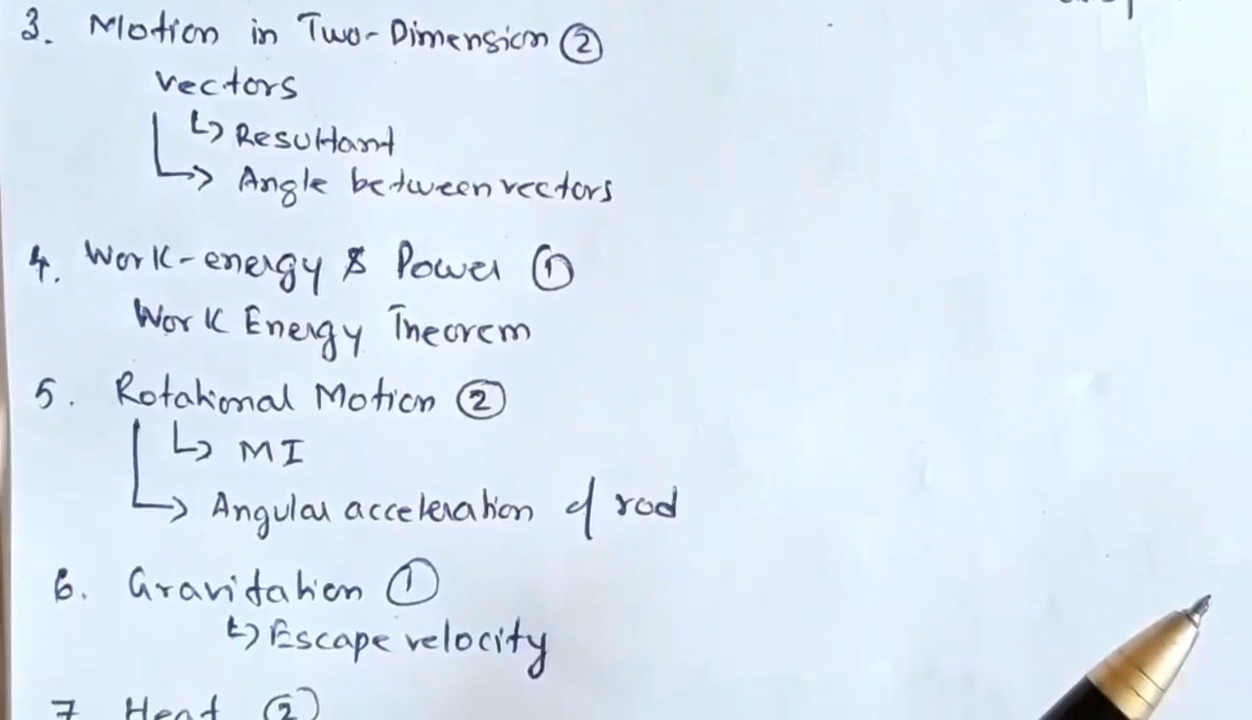 3. Motion in Two-Dimension ②
Vectors
↳ Resultant
↳ Angle between vectors
4. Work-energy & Power ①
Work Energy Theorem
5. Rotational Motion ②
↳ MI
↳ Angular acceleration of rod
6. Gravitation ①
↳ Escape velocity
7 Heat ②